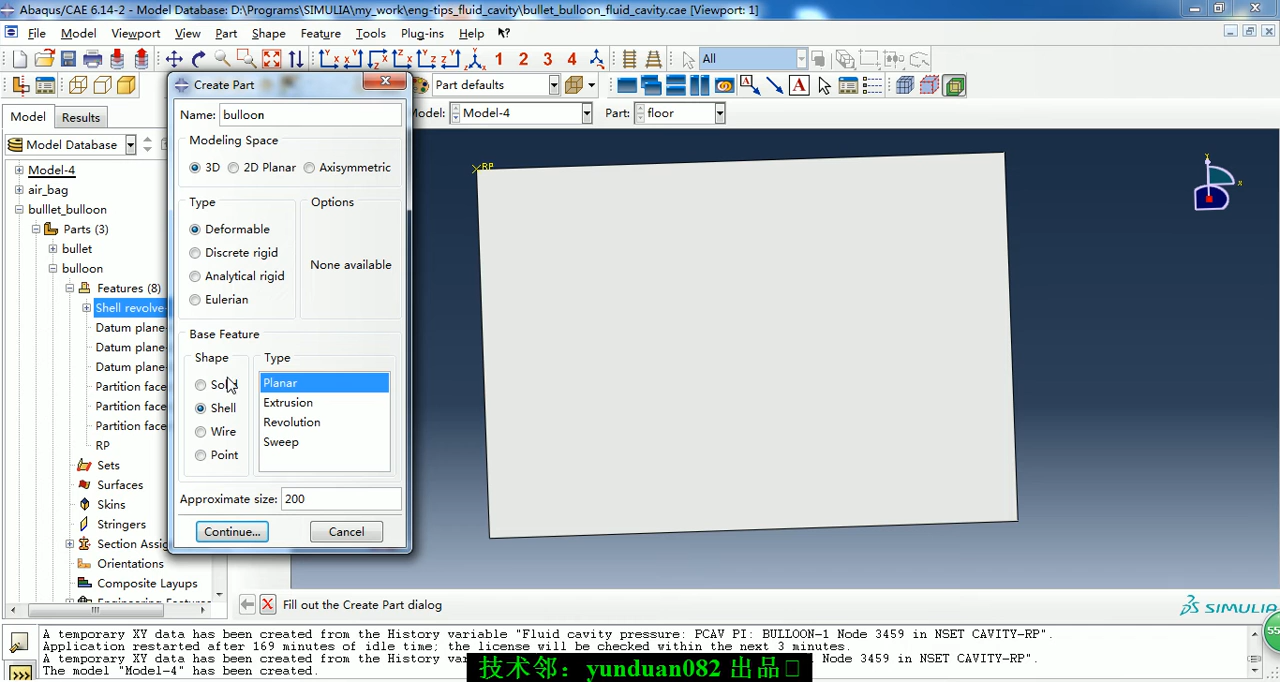 Abaqus/CAE 6.14-2 - Model Database: D:\Programs\SIMULIA\my_work\eng-tips_fluid_cavity\bullet_bulloon_fluid_cavity.cae [Viewport: 1]
File Model Viewport View Part Shape Feature Tools Plug-ins Help
1 2 3 4 All
Create Part
Part defaults
Model Results
Name: bulloon
Model: Model-4 Part: floor
Model Database
Modeling Space
3D 2D Planar Axisymmetric
Model-4
air_bag
bulllet_bulloon
Parts (3)
bullet
bulloon
Features (8)
Shell revolve
Datum plane
Datum plane
Datum plane
Partition face
Partition face
Partition face
RP
Sets
Surfaces
Skins
Stringers
Section Assig
Orientations
Composite Layups
Type Options
Deformable
Discrete rigid
Analytical rigid
Eulerian
None available
Base Feature
Shape Type
Solid
Shell
Wire
Point
Planar
Extrusion
Revolution
Sweep
Approximate size: 200
Continue... Cancel
RP
Y
X
Fill out the Create Part dialog
SIMULIA
A temporary XY data has been created from the History variable "Fluid cavity pressure: PCAV PI: BULLOON-1 Node 3459 in NSET CAVITY-RP".
Application restarted after 169 minutes of idle time; the license will be checked within the next 3 minutes.
A temporary XY data has been created from the History va
CAV PI: BULLOON-1 Node 3459 in NSET CAVITY-RP".
The model "Model-4" has been created.
技术邻：yunduan082 出品
55